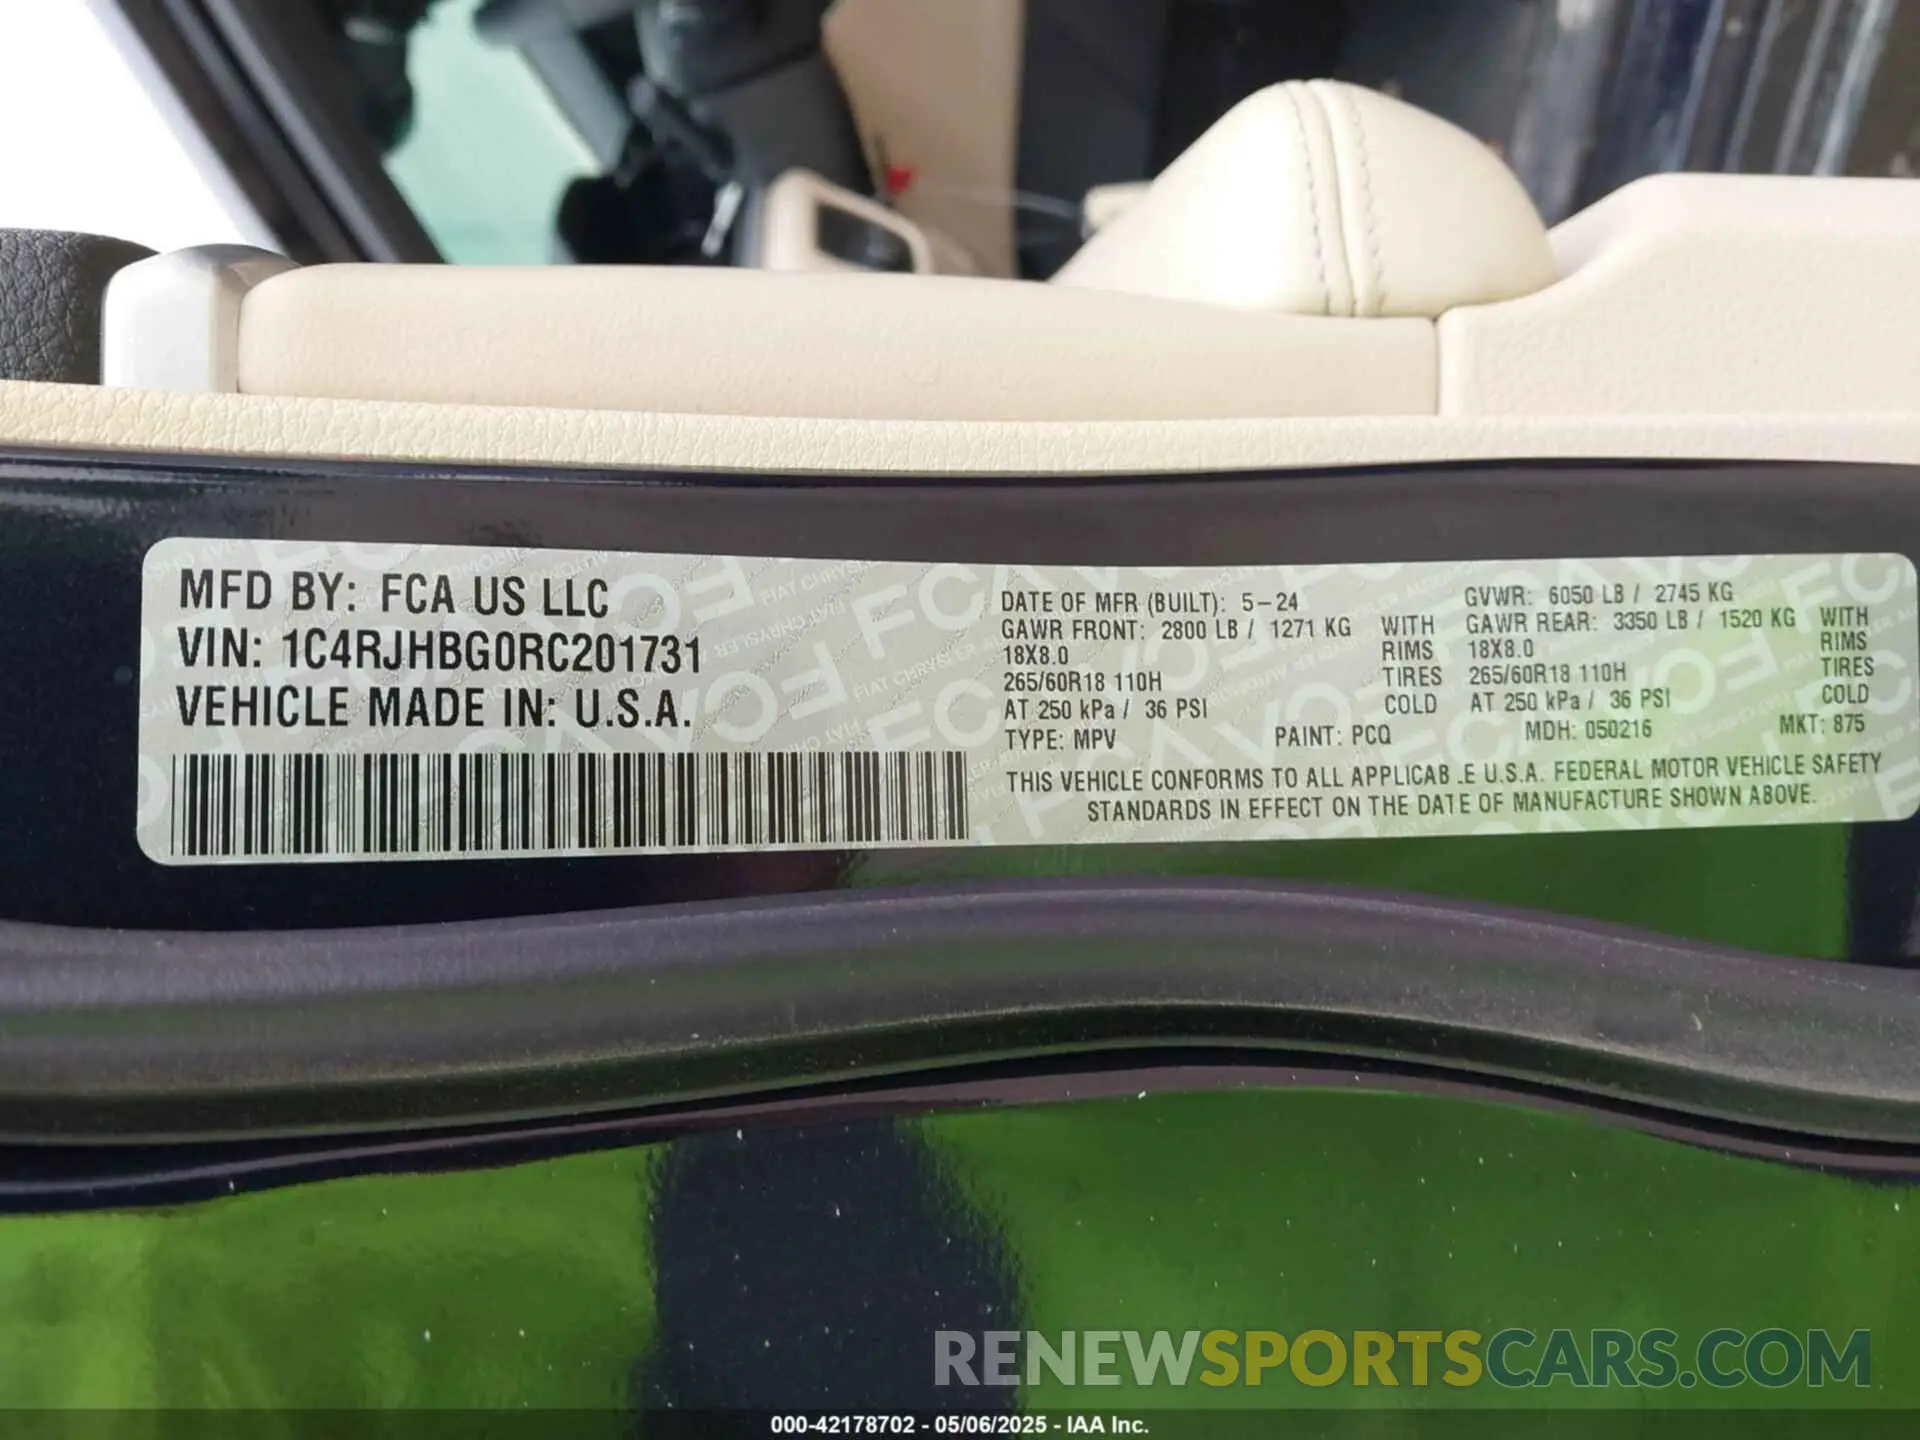 MFD BY: FCA US LLC
VIN: 1C4RJHBG0RC201731
VEHICLE MADE IN: U.S.A.
DATE OF MFR (BUILT): 5-24
GAWR FRONT: 2800 LB / 1271 KG WITH
18X8.0 RIMS
265/60R18 110H TIRES
AT 250 kPa / 36 PSI COLD
GVWR: 6050 LB / 2745 KG
GAWR REAR: 3350 LB / 1520 KG WITH
18X8.0 RIMS
265/60R18 110H TIRES
AT 250 kPa / 36 PSI COLD
TYPE: MPV PAINT: PCQ MDH: 050216 MKT: 875
THIS VEHICLE CONFORMS TO ALL APPLICAB.E U.S.A. FEDERAL MOTOR VEHICLE SAFETY
STANDARDS IN EFFECT ON THE DATE OF MANUFACTURE SHOWN ABOVE.
RENEWSPORTSCARS.COM
000-42178702 - 05/06/2025 - IAA Inc.